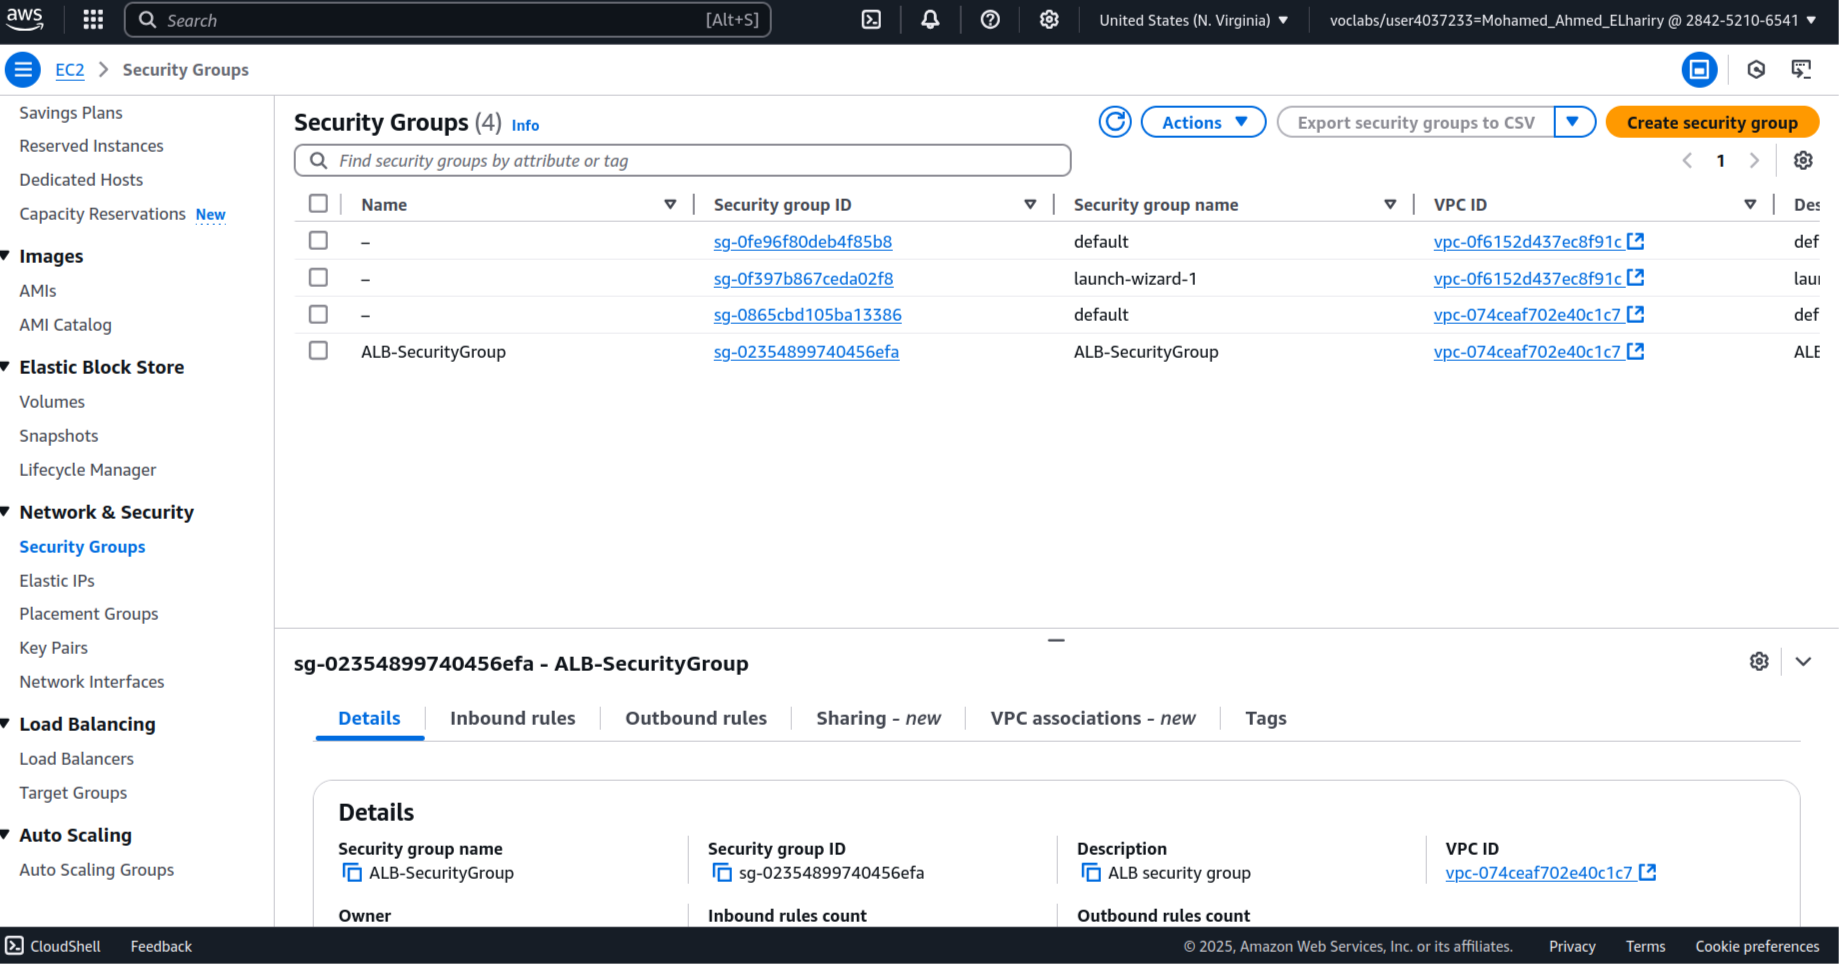 aws
Search [Alt+S]
United States (N. Virginia) ▼
voclabs/user4037233=Mohamed_Ahmed_ELhariry @ 2842-5210-6541 ▼
EC2 > Security Groups
Savings Plans
Reserved Instances
Dedicated Hosts
Capacity Reservations New
Images
AMIs
AMI Catalog
Elastic Block Store
Volumes
Snapshots
Lifecycle Manager
Network & Security
Security Groups
Elastic IPs
Placement Groups
Key Pairs
Network Interfaces
Load Balancing
Load Balancers
Target Groups
Auto Scaling
Auto Scaling Groups
Security Groups (4) Info
Actions ▼
Export security groups to CSV
Create security group
Find security groups by attribute or tag
< 1 >
Name Security group ID Security group name VPC ID Des
– sg-0fe96f80deb4f85b8 default vpc-0f6152d437ec8f91c def
– sg-0f397b867ceda02f8 launch-wizard-1 vpc-0f6152d437ec8f91c lau
– sg-0865cbd105ba13386 default vpc-074ceaf702e40c1c7 def
ALB-SecurityGroup sg-02354899740456efa ALB-SecurityGroup vpc-074ceaf702e40c1c7 ALB
sg-02354899740456efa - ALB-SecurityGroup
Details Inbound rules Outbound rules Sharing - new VPC associations - new Tags
Details
Security group name Security group ID Description VPC ID
ALB-SecurityGroup sg-02354899740456efa ALB security group vpc-074ceaf702e40c1c7
Owner Inbound rules count Outbound rules count
CloudShell Feedback © 2025, Amazon Web Services, Inc. or its affiliates. Privacy Terms Cookie preferences